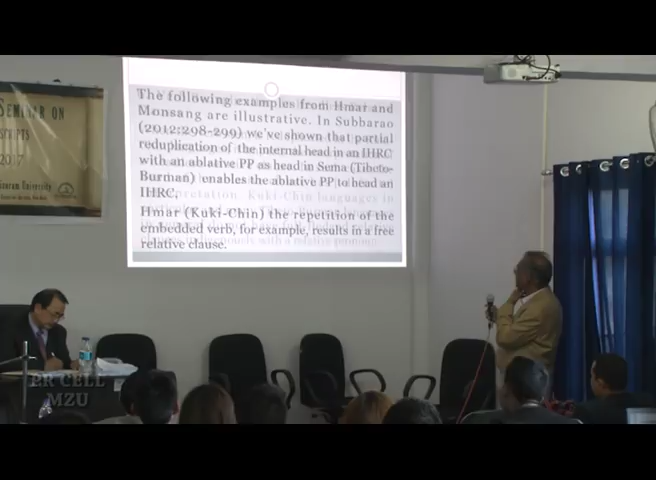 SEMINAR ON
SCRIPTS
2017
The following examples from Hmar and
Monsang are illustrative. In Subbarao
(2012:298-299) we've shown that partial
reduplication of the internal head in an IHRC
with an ablative PP as head in Sema (Tibeto-
Burman) enables the ablative PP to head an
IHRC.
Hmar (Kuki-Chin) the repetition of the
embedded verb, for example, results in a free
relative clause.
PR CELL
MZU